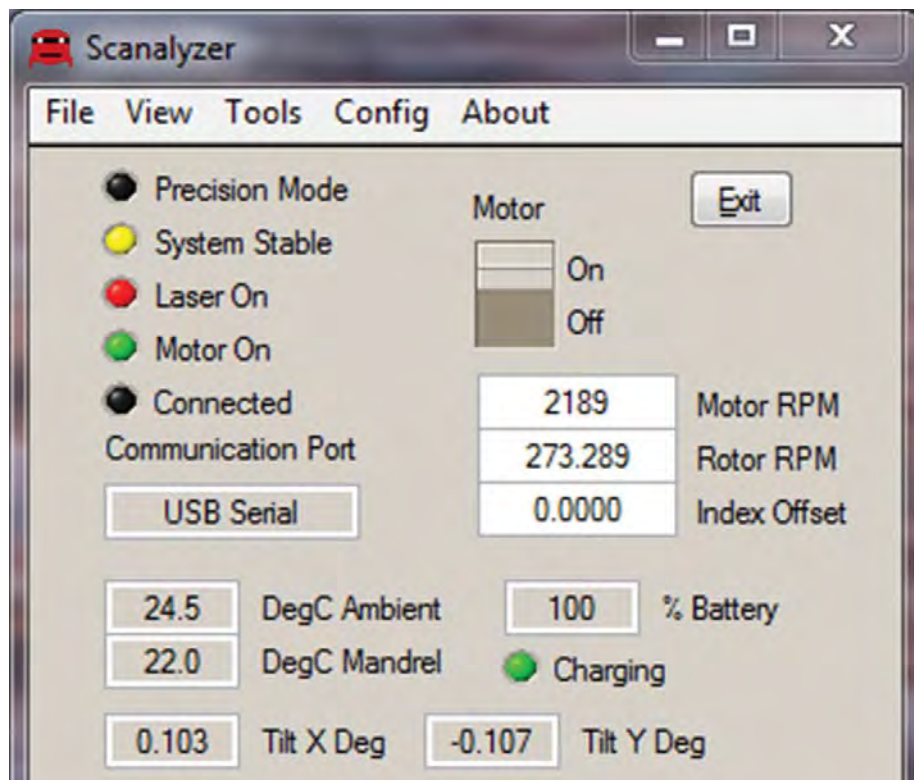 Scanalyzer
File View Tools Config About
Precision Mode
System Stable
Laser On
Motor On
Connected
Communication Port
USB Serial
Motor
On
Off
Exit
2189 Motor RPM
273.289 Rotor RPM
0.0000 Index Offset
24.5 DegC Ambient
22.0 DegC Mandrel
100 % Battery
Charging
0.103 Tilt X Deg
-0.107 Tilt Y Deg